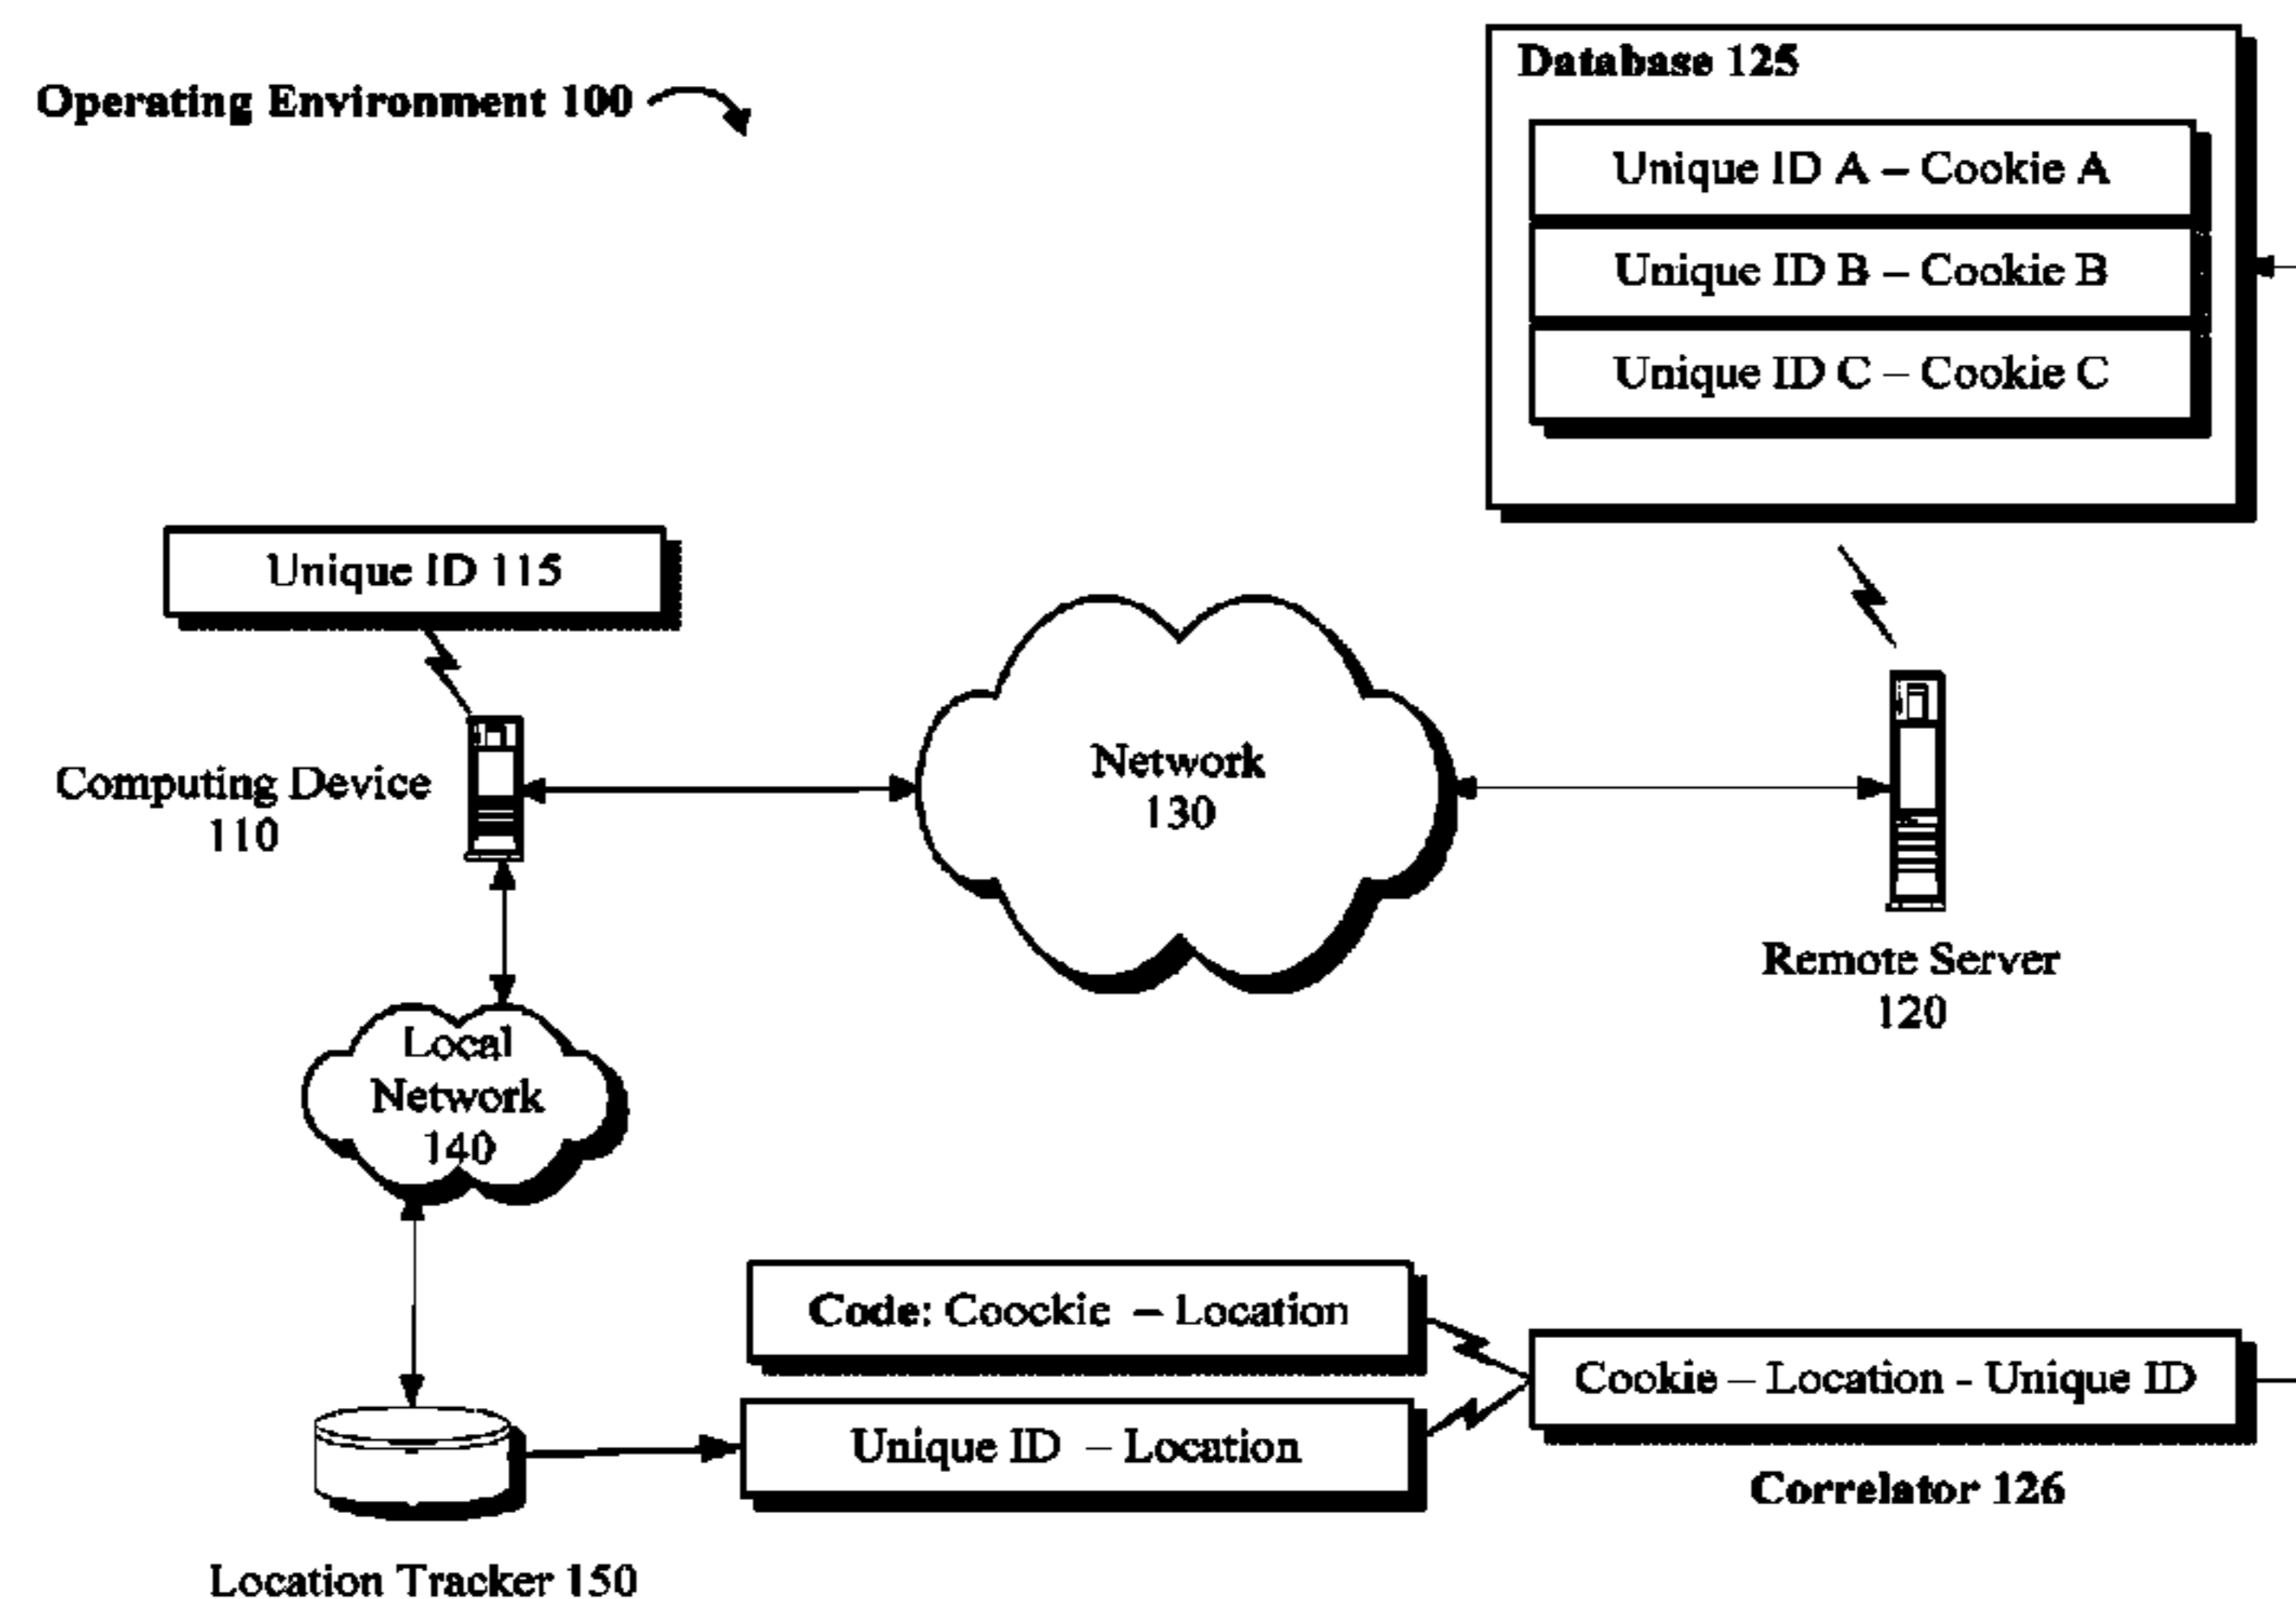 Operating Environment 100
Database 125
Unique ID A – Cookie A
Unique ID B – Cookie B
Unique ID C – Cookie C
Unique ID 115
Computing Device
110
Network
130
Remote Server
120
Local
Network
140
Code: Coockie – Location
Unique ID – Location
Cookie – Location - Unique ID
Correlator 126
Location Tracker 150